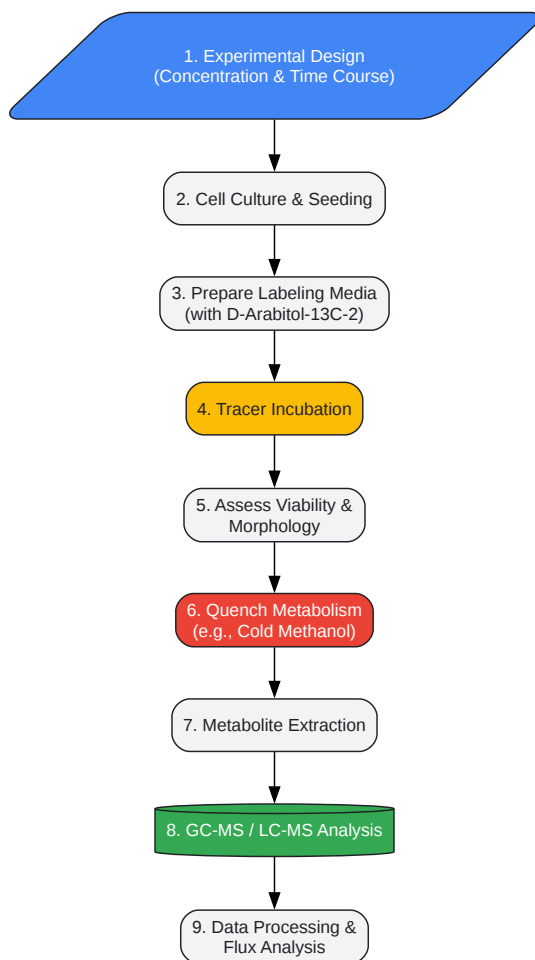 1. Experimental Design
(Concentration & Time Course)
2. Cell Culture & Seeding
3. Prepare Labeling Media
(with D-Arabitol-13C-2)
4. Tracer Incubation
5. Assess Viability &
Morphology
6. Quench Metabolism
(e.g., Cold Methanol)
7. Metabolite Extraction
8. GC-MS / LC-MS Analysis
9. Data Processing &
Flux Analysis